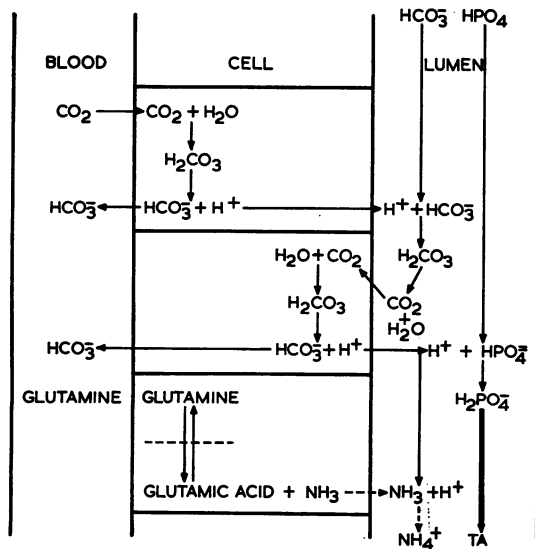 HCO₃⁻ HPO₄
BLOOD CELL LUMEN
CO₂ CO₂ + H₂O
H₂CO₃
HCO₃⁻ HCO₃⁻ + H⁺ H⁺ + HCO₃⁻
H₂O + CO₂ H₂CO₃
H₂CO₃ CO₂
+
H₂O
HCO₃⁻ HCO₃⁻ + H⁺ H⁺ + HPO₄⁼
GLUTAMINE GLUTAMINE H₂PO₄⁻
GLUTAMIC ACID + NH₃ NH₃ + H⁺
NH₄⁺ TA